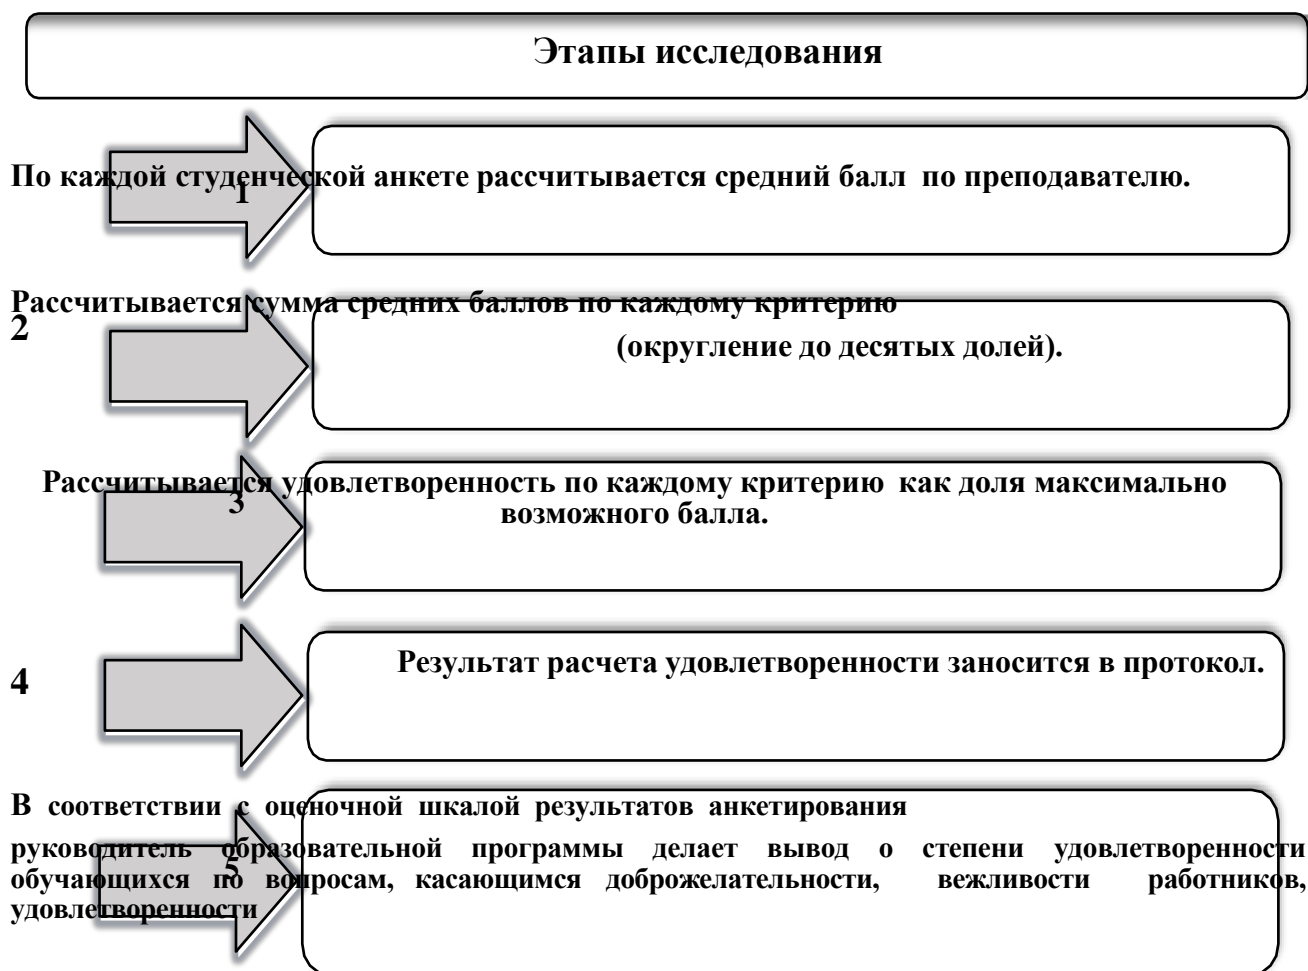 Этапы исследования
По каждой студенческой анкете рассчитывается средний балл по преподавателю.
1
Рассчитывается сумма средних баллов по каждому критерию
2
(округление до десятых долей).
Рассчитывается удовлетворенность по каждому критерию как доля максимально
3
возможного балла.
Результат расчета удовлетворенности заносится в протокол.
4
В соответствии с оценочной шкалой результатов анкетирования
руководитель образовательной программы делает вывод о степени удовлетворенности
5
обучающихся по вопросам, касающимся доброжелательности, вежливости работников,
удовлетворенности